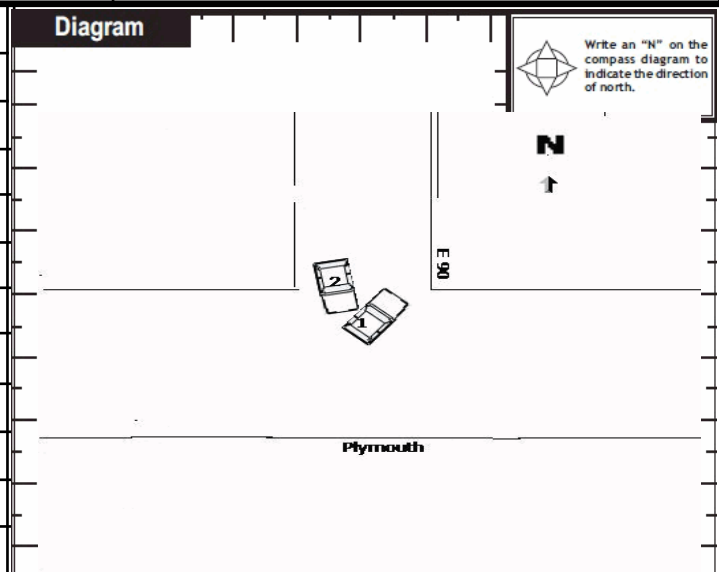 Diagram
Write an “N” on the
compass diagram to
indicate the direction
of north.
N
E 90
2
1
Plymouth